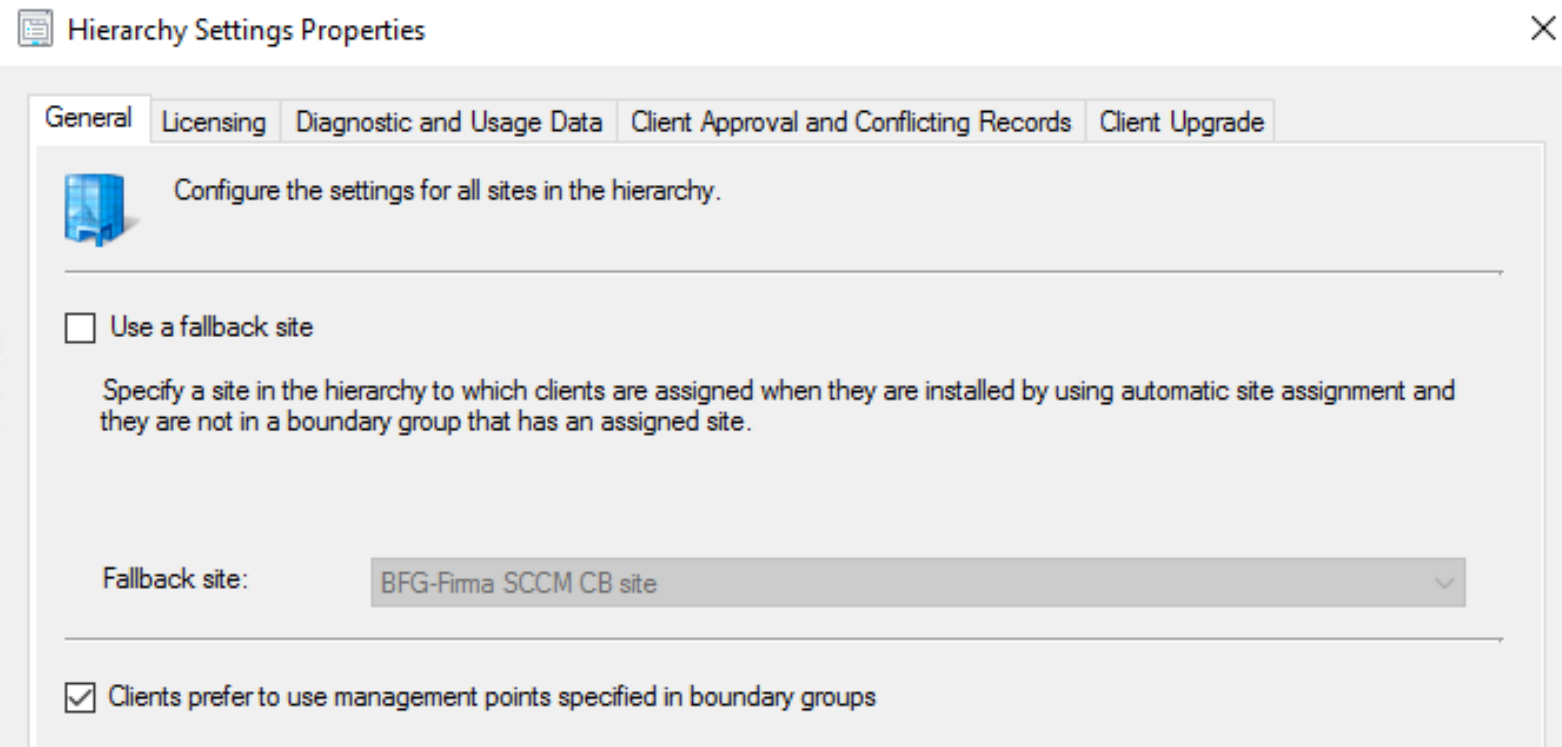 Hierarchy Settings Properties
General Licensing Diagnostic and Usage Data Client Approval and Conflicting Records Client Upgrade
Configure the settings for all sites in the hierarchy.
Use a fallback site
Specify a site in the hierarchy to which clients are assigned when they are installed by using automatic site assignment and
they are not in a boundary group that has an assigned site.
Fallback site: BFG-Firma SCCM CB site
Clients prefer to use management points specified in boundary groups